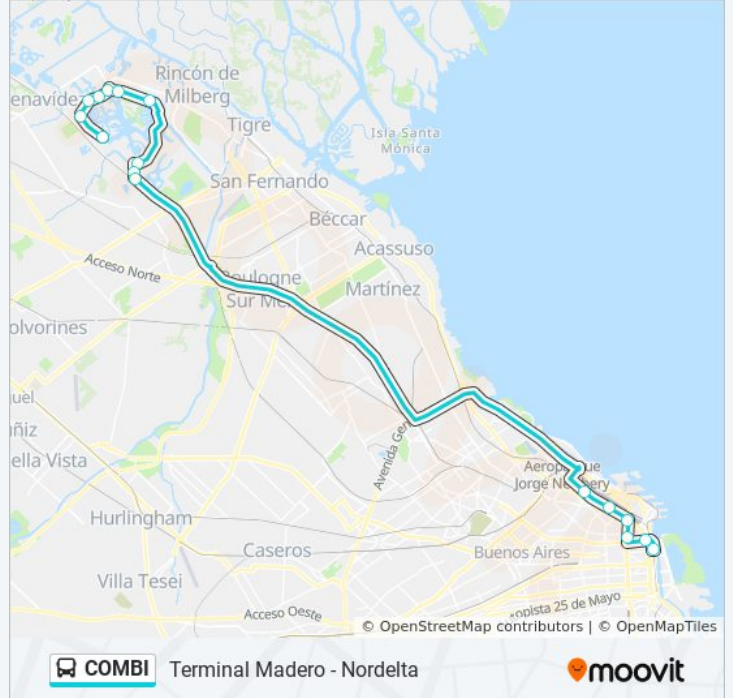 Rincón de
Milberg
enavídez
Tigre
Isla Santa
Mónica
San Fernando
Béccar
Acassuso
Acceso Norte
Boulogne
Sur Me
Martínez
olvorines
uel
ñiz
ella Vista
Avenida Gen
Aeroparque
Jorge Newbery
Hurlingham
Caseros
Buenos Aires
Villa Tesei
Acceso Oeste
opista 25 de Mayo
© OpenStreetMap contributors | © OpenMapTiles
COMBI Terminal Madero - Nordelta
moovit